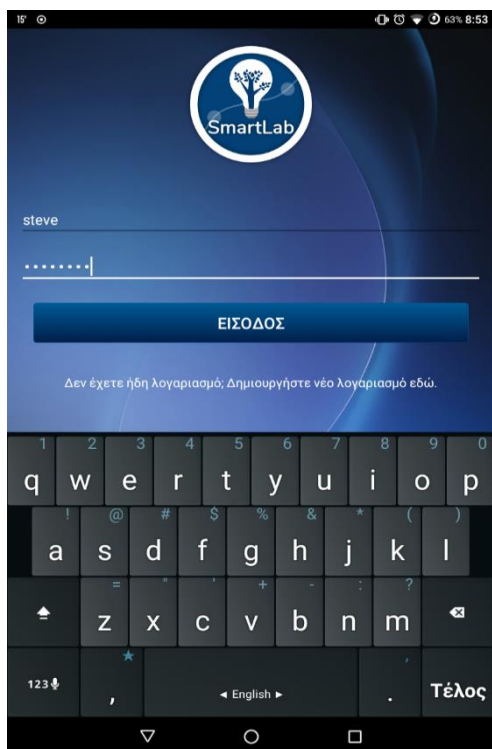 15° 63% 8:53
SmartLab
steve
••••••••
ΕΙΣΟΔΟΣ
Δεν έχετε ήδη λογαριασμό; Δημιουργήστε νέο λογαριασμό εδώ.
1 2 3 4 5 6 7 8 9 0
q w e r t y u i o p
! @ # $ % & * ( )
a s d f g h j k l
= " ' + - : ?
z x c v b n m
123 , ◄ English ► . Τέλος